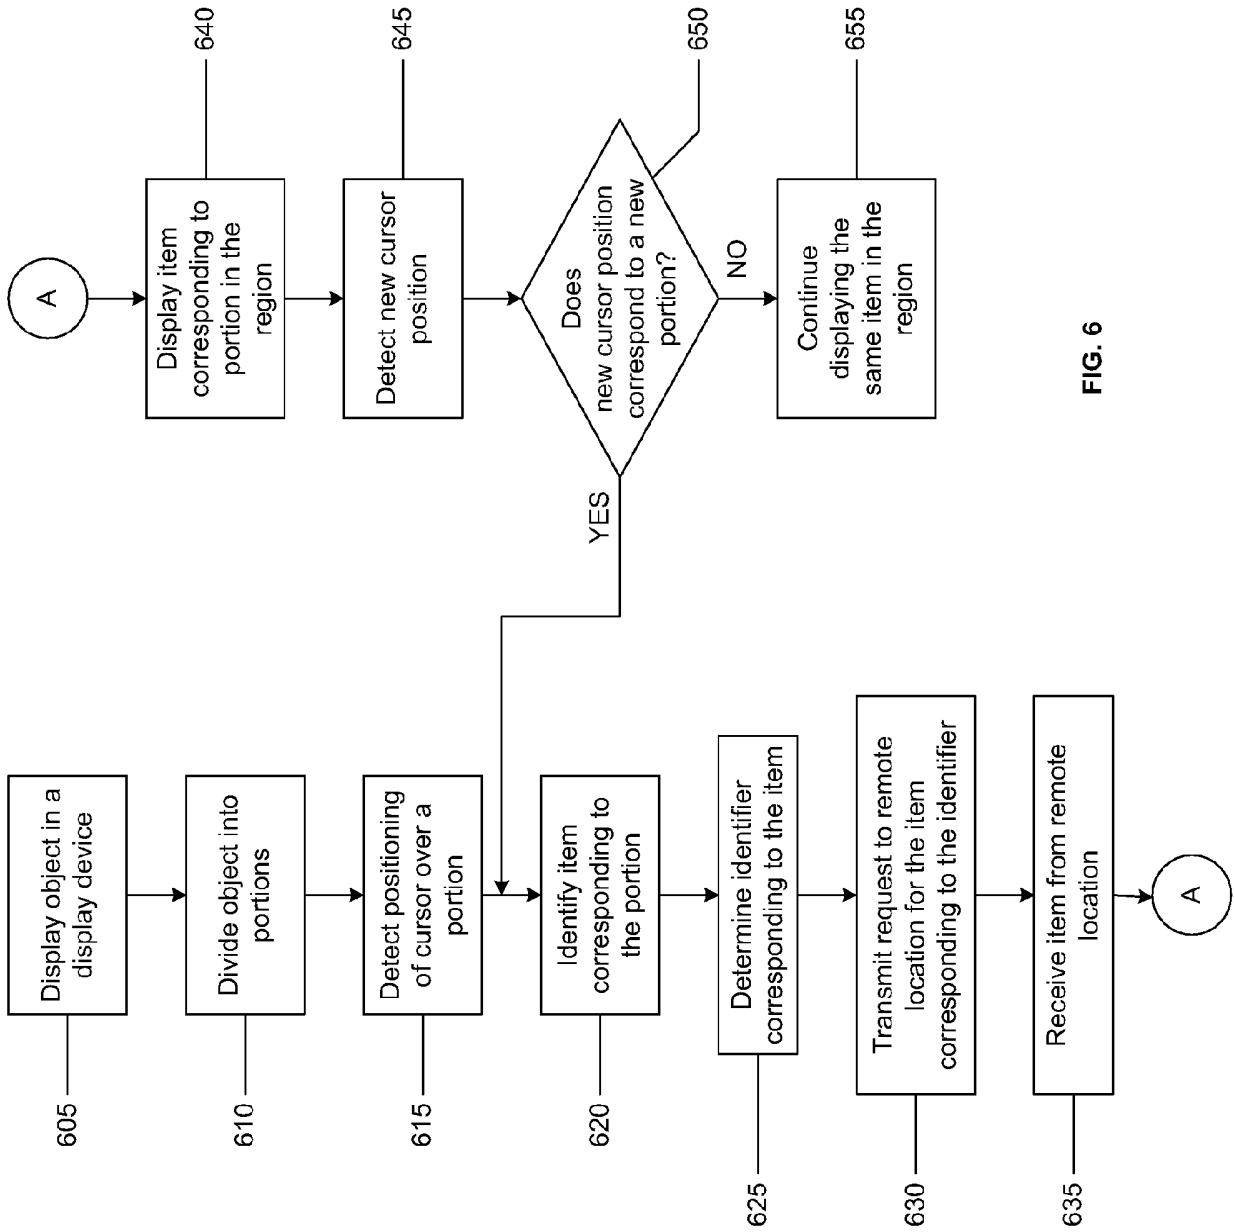 605
Display object in a
display device
610
Divide object into
portions
615
Detect positioning
of cursor over a
portion
620
Identify item
corresponding to
the portion
625
Determine identifier
corresponding to the item
630
Transmit request to remote
location for the item
corresponding to the identifier
635
Receive item from remote
location
A
A
Display item
corresponding to
portion in the
region
640
Detect new cursor
position
645
Does
new cursor position
correspond to a new
portion?
650
YES
NO
Continue
displaying the
same item in the
region
655
FIG. 6